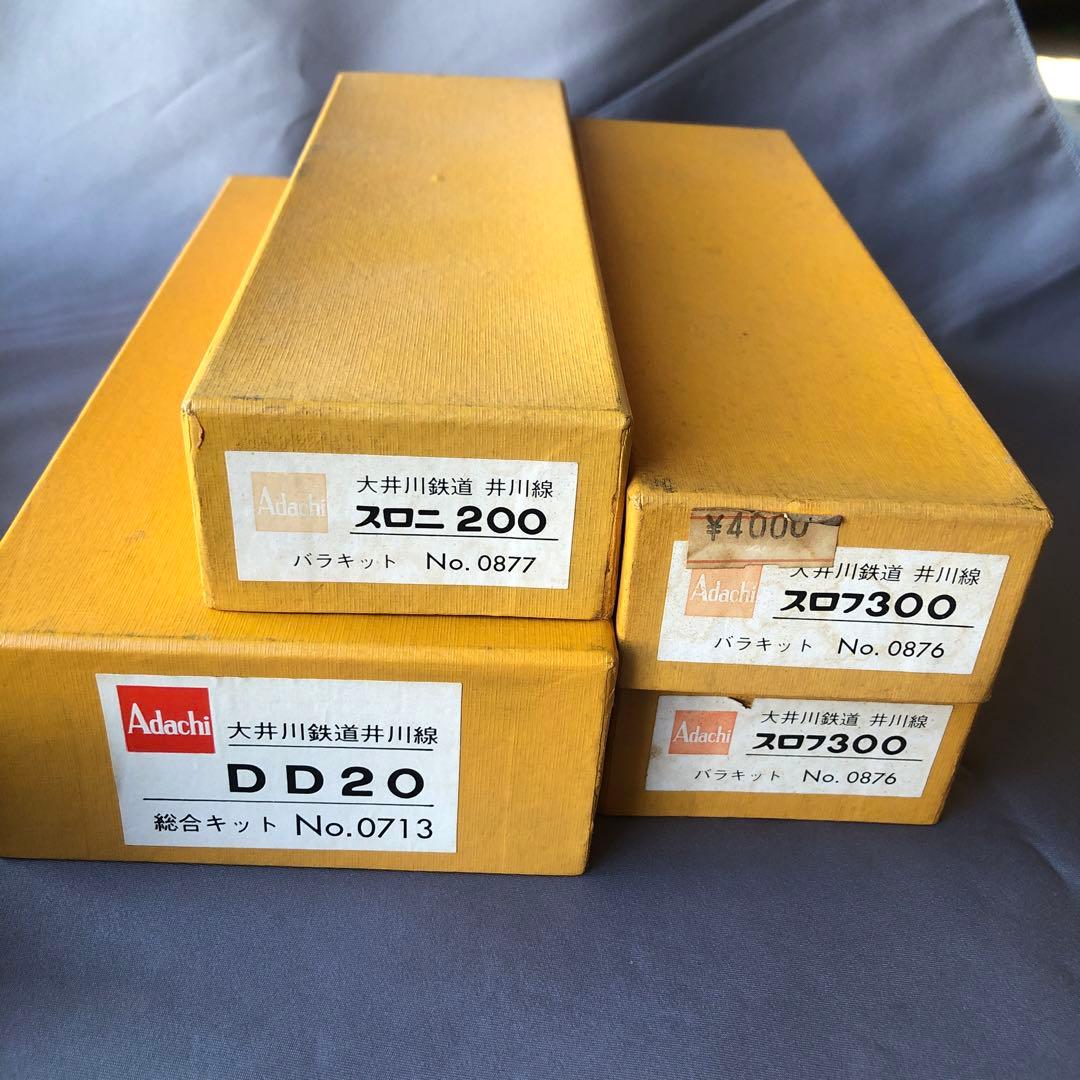 Adachi
大井川鉄道 井川線
スロニ 200
バラキット No. 0877
¥4000
Adachi
大井川鉄道 井川線
スロフ300
バラキット No. 0876
Adachi
大井川鉄道 井川線
スロフ300
バラキット No. 0876
Adachi
大井川鉄道井川線
DD20
総合キット No.0713